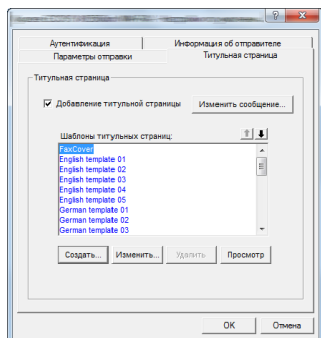 Аутентификация Информация об отправителе
Параметры отправки Титульная страница
Титульная страница
Добавление титульной страницы Изменить сообщение...
Шаблоны титульных страниц:
FaxCover
English template 01
English template 02
English template 03
English template 04
English template 05
German template 01
German template 02
German template 03
Создать... Изменить... Удалить Просмотр
OK Отмена